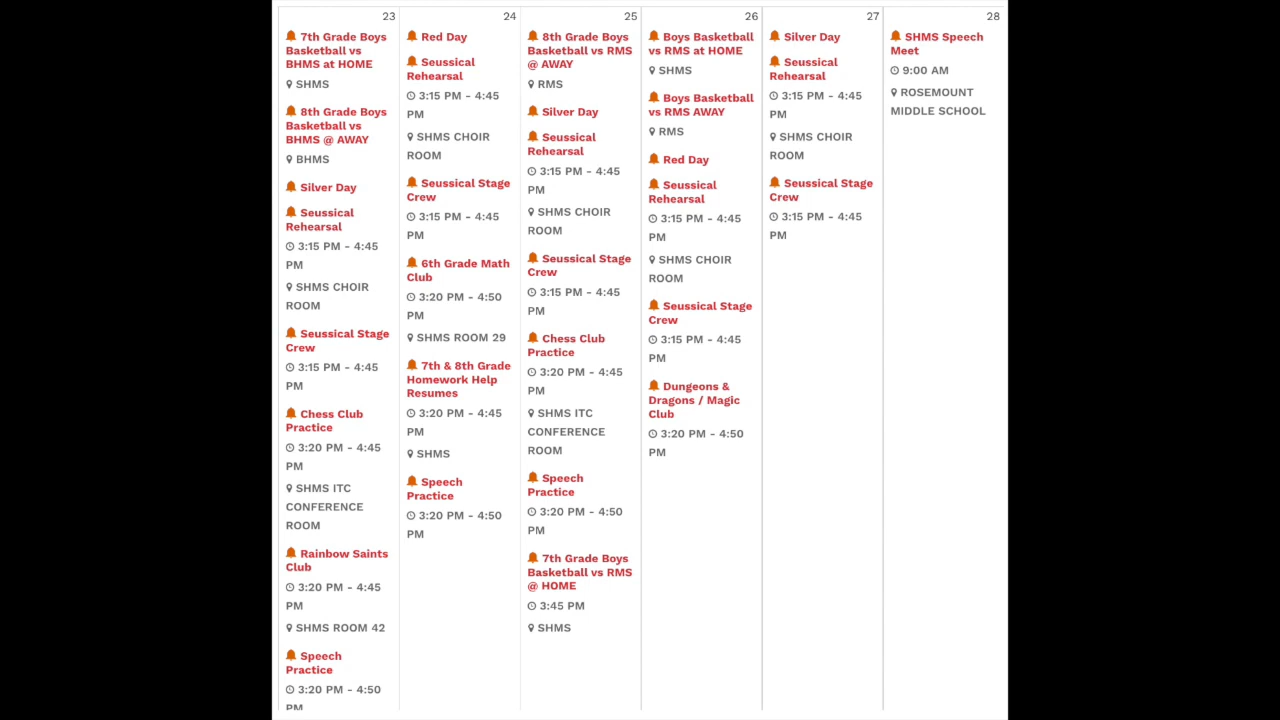 23
7th Grade Boys
Basketball vs
BHMS at HOME
SHMS
8th Grade Boys
Basketball vs
BHMS @ AWAY
BHMS
Silver Day
Seussical
Rehearsal
3:15 PM - 4:45
PM
SHMS CHOIR
ROOM
Seussical Stage
Crew
3:15 PM - 4:45
PM
Chess Club
Practice
3:20 PM - 4:45
PM
SHMS ITC
CONFERENCE
ROOM
Rainbow Saints
Club
3:20 PM - 4:45
PM
SHMS ROOM 42
Speech
Practice
3:20 PM - 4:50
PM
24
Red Day
Seussical
Rehearsal
3:15 PM - 4:45
PM
SHMS CHOIR
ROOM
Seussical Stage
Crew
3:15 PM - 4:45
PM
6th Grade Math
Club
3:20 PM - 4:50
PM
SHMS ROOM 29
7th & 8th Grade
Homework Help
Resumes
3:20 PM - 4:45
PM
SHMS
Speech
Practice
3:20 PM - 4:50
PM
25
8th Grade Boys
Basketball vs RMS
@ AWAY
RMS
Silver Day
Seussical
Rehearsal
3:15 PM - 4:45
PM
SHMS CHOIR
ROOM
Seussical Stage
Crew
3:15 PM - 4:45
PM
Chess Club
Practice
3:20 PM - 4:45
PM
SHMS ITC
CONFERENCE
ROOM
Speech
Practice
3:20 PM - 4:50
PM
7th Grade Boys
Basketball vs RMS
@ HOME
3:45 PM
SHMS
26
Boys Basketball
vs RMS at HOME
SHMS
Boys Basketball
vs RMS AWAY
RMS
Red Day
Seussical
Rehearsal
3:15 PM - 4:45
PM
SHMS CHOIR
ROOM
Seussical Stage
Crew
3:15 PM - 4:45
PM
Dungeons &
Dragons / Magic
Club
3:20 PM - 4:50
PM
27
Silver Day
Seussical
Rehearsal
3:15 PM - 4:45
PM
SHMS CHOIR
ROOM
Seussical Stage
Crew
3:15 PM - 4:45
PM
28
SHMS Speech
Meet
9:00 AM
ROSEMOUNT
MIDDLE SCHOOL